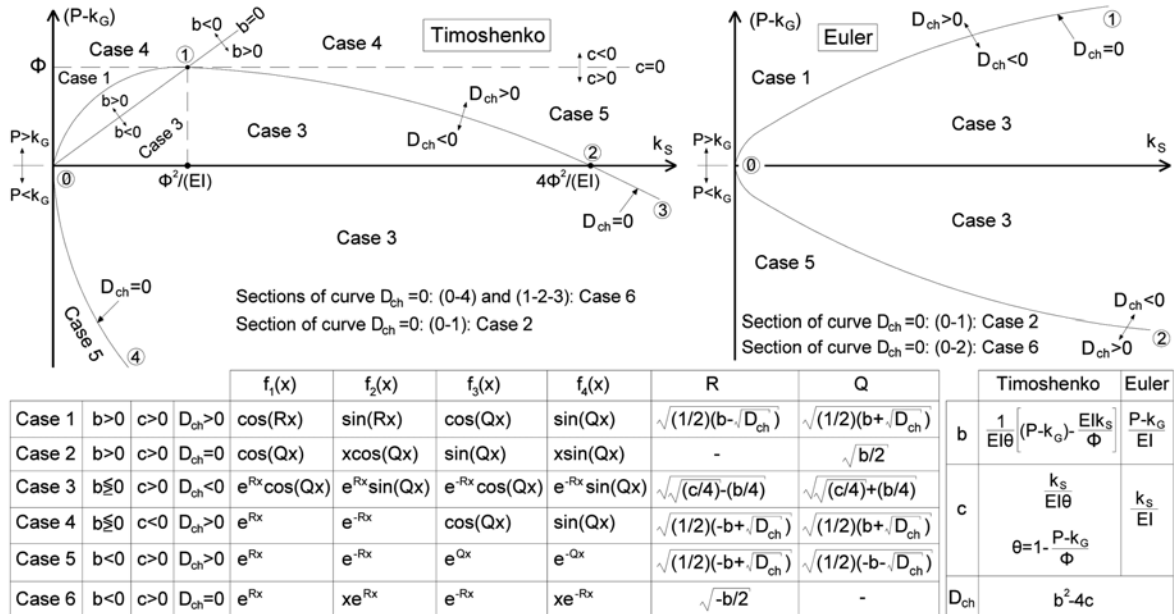 (P-k_G)
b<0
b=0
b>0
Case 4
Case 4
Timoshenko
Φ
①
c<0
c=0
c>0
Case 1
b>0
b<0
D_ch>0
D_ch<0
Case 5
Case 3
Case 3
P>k_G
P<k_G
⓪
Φ²/(EI)
4Φ²/(EI)
②
k_S
D_ch=0
③
Case 3
D_ch=0
Case 5
④
Sections of curve D_ch=0: (0-4) and (1-2-3): Case 6
Section of curve D_ch=0: (0-1): Case 2
(P-k_G)
Euler
D_ch>0
①
D_ch=0
D_ch<0
Case 1
Case 3
P>k_G
P<k_G
⓪
k_S
Case 3
Case 5
D_ch<0
②
D_ch>0
Section of curve D_ch=0: (0-1): Case 2
Section of curve D_ch=0: (0-2): Case 6
f₁(x) f₂(x) f₃(x) f₄(x) R Q
Case 1 b>0 c>0 D_ch>0 cos(Rx) sin(Rx) cos(Qx) sin(Qx) √((1/2)(b-√D_ch)) √((1/2)(b+√D_ch))
Case 2 b>0 c>0 D_ch=0 cos(Qx) xcos(Qx) sin(Qx) xsin(Qx) - √(b/2)
Case 3 b≦0 c>0 D_ch<0 e^Rx cos(Qx) e^Rx sin(Qx) e^-Rx cos(Qx) e^-Rx sin(Qx) √(√(c/4)-(b/4)) √(√(c/4)+(b/4))
Case 4 b≦0 c<0 D_ch>0 e^Rx e^-Rx cos(Qx) sin(Qx) √((1/2)(-b+√D_ch)) √((1/2)(b+√D_ch))
Case 5 b<0 c>0 D_ch>0 e^Rx e^-Rx e^Qx e^-Qx √((1/2)(-b+√D_ch)) √((1/2)(-b-√D_ch))
Case 6 b<0 c>0 D_ch=0 e^Rx xe^Rx e^-Rx xe^-Rx √(-b/2) -
Timoshenko Euler
b 1/(EIθ)[(P-k_G)-EIk_S/Φ] (P-k_G)/EI
c k_S/(EIθ) k_S/EI
θ=1-(P-k_G)/Φ
D_ch b²-4c